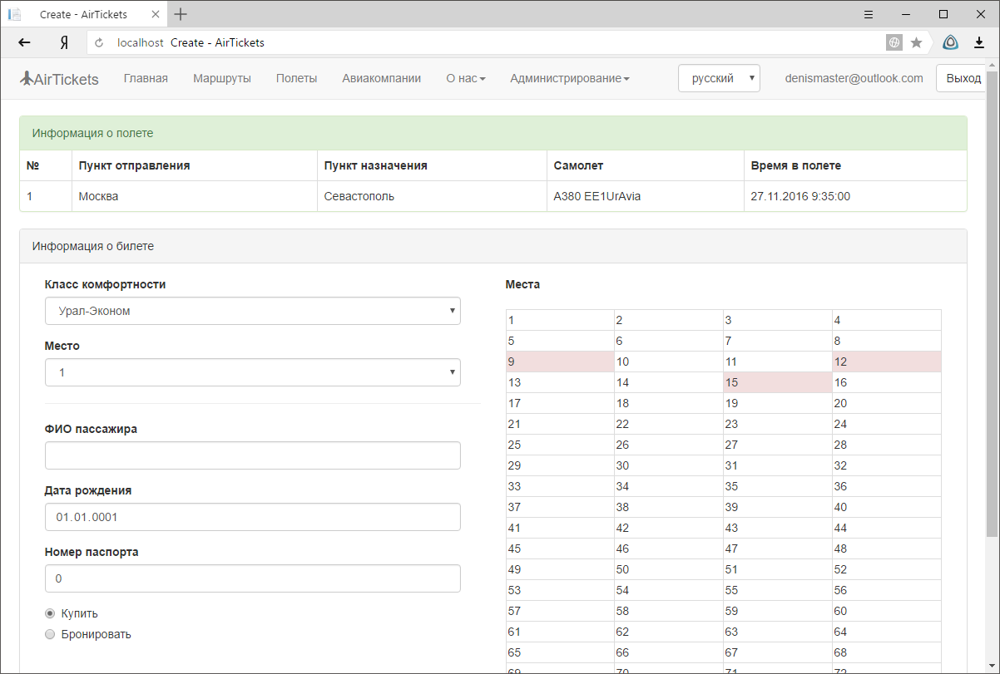 Create - AirTickets
Я localhost Create - AirTickets
AirTickets Главная Маршруты Полеты Авиакомпании О нас Администрирование русский denismaster@outlook.com Выход
Информация о полете
№ Пункт отправления Пункт назначения Самолет Время в полете
1 Москва Севастополь A380 EE1UrAvia 27.11.2016 9:35:00
Информация о билете
Класс комфортности
Урал-Эконом
Место
1
ФИО пассажира
Дата рождения
01.01.0001
Номер паспорта
0
Купить
Бронировать
Места
1 2 3 4
5 6 7 8
9 10 11 12
13 14 15 16
17 18 19 20
21 22 23 24
25 26 27 28
29 30 31 32
33 34 35 36
37 38 39 40
41 42 43 44
45 46 47 48
49 50 51 52
53 54 55 56
57 58 59 60
61 62 63 64
65 66 67 68
69 70 71 72